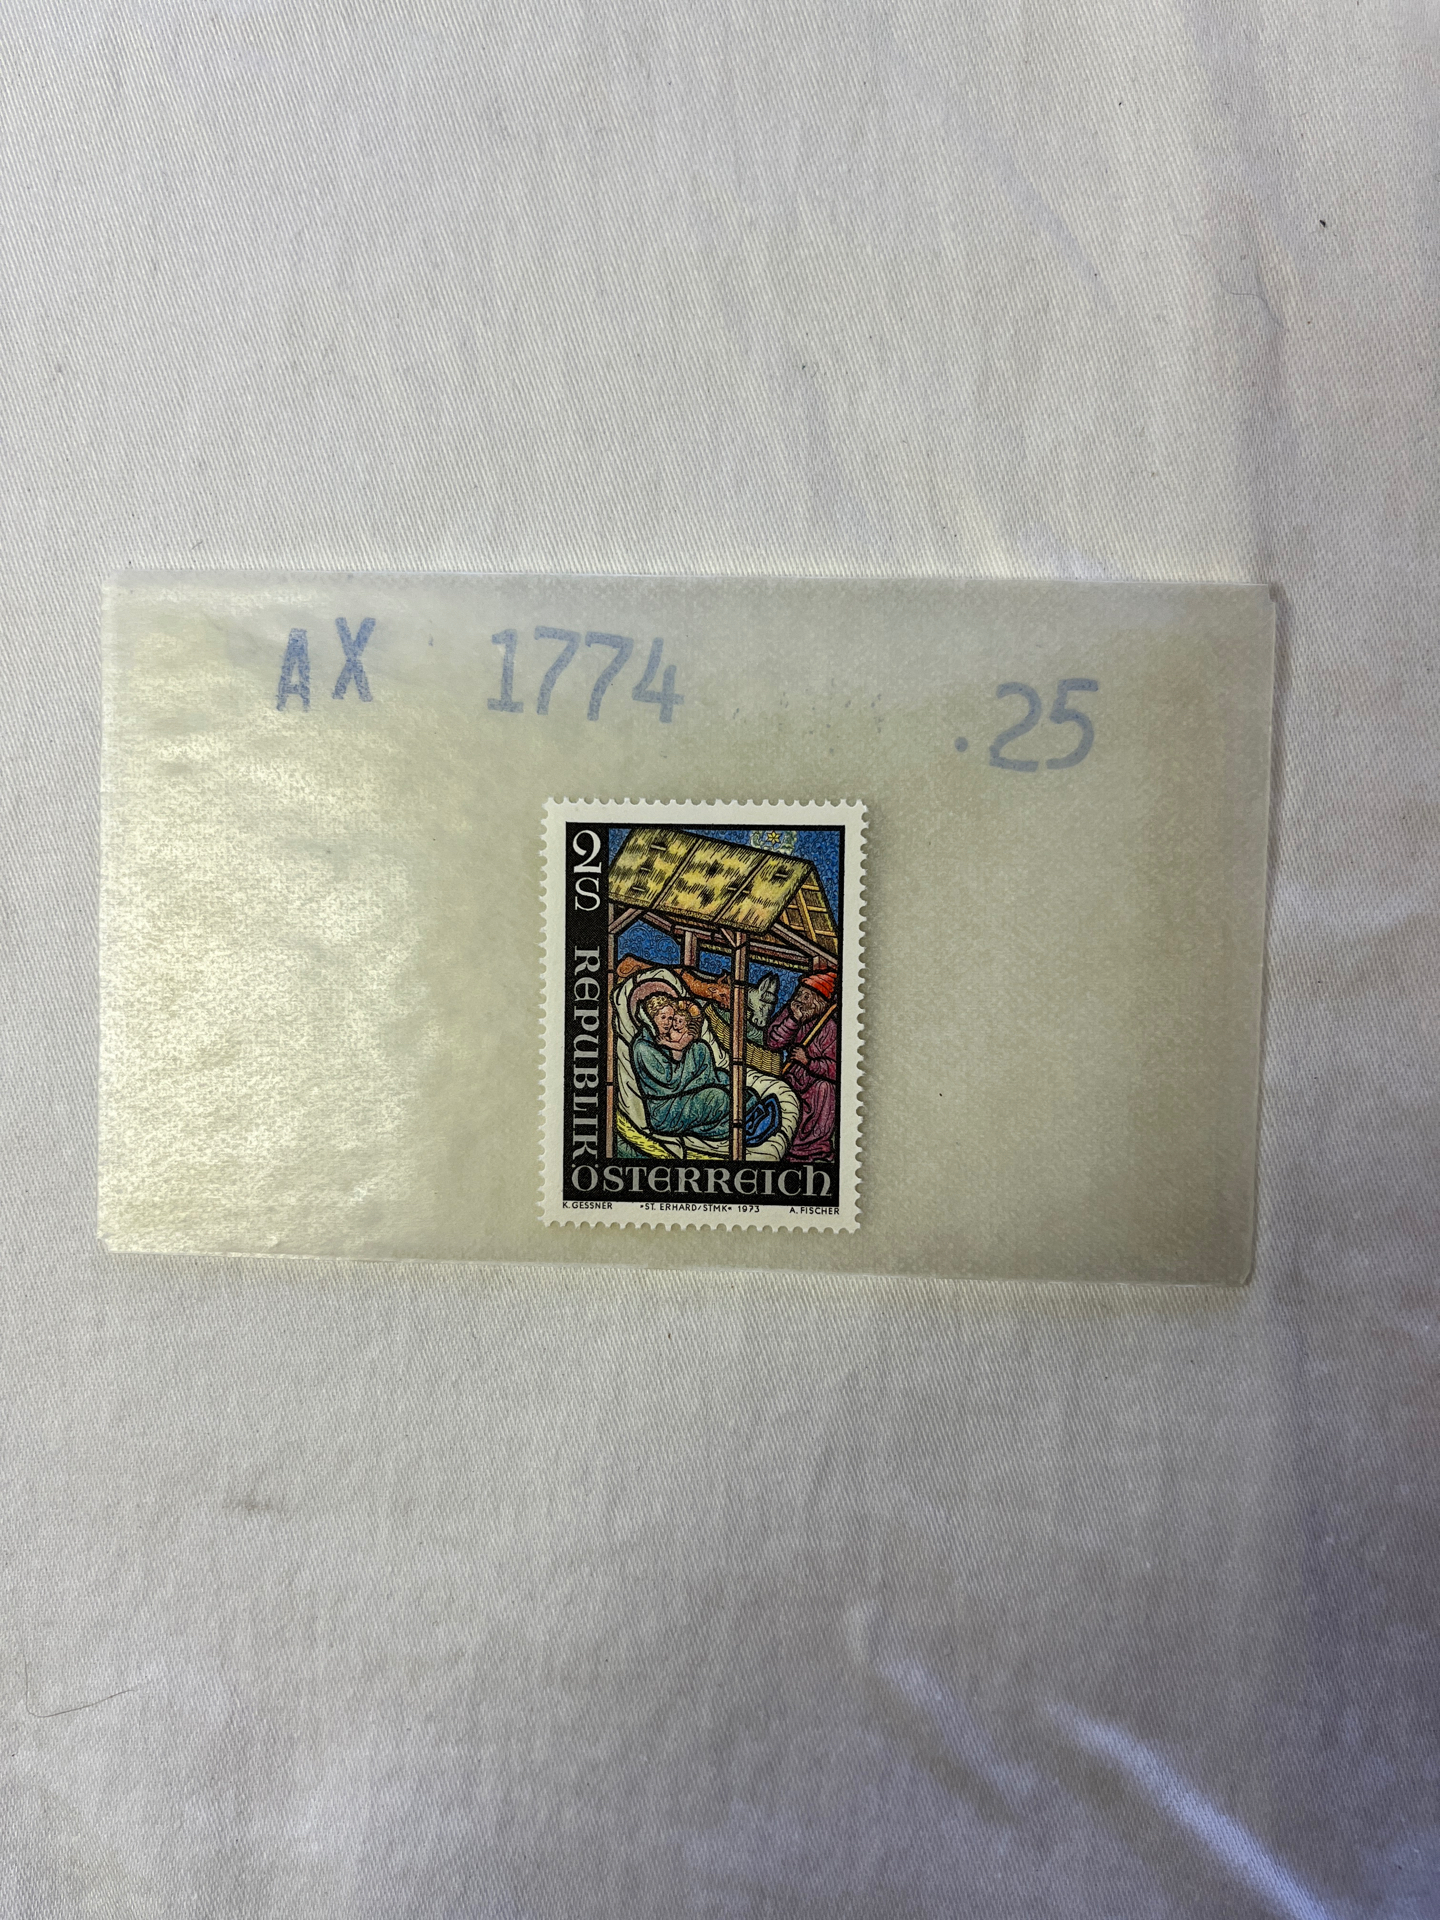 AX 1774 .25
2S
REPUBLIK
ÖSTERREICH
K. GESSNER »ST. ERHARD/STMK« 1973 A. FISCHER